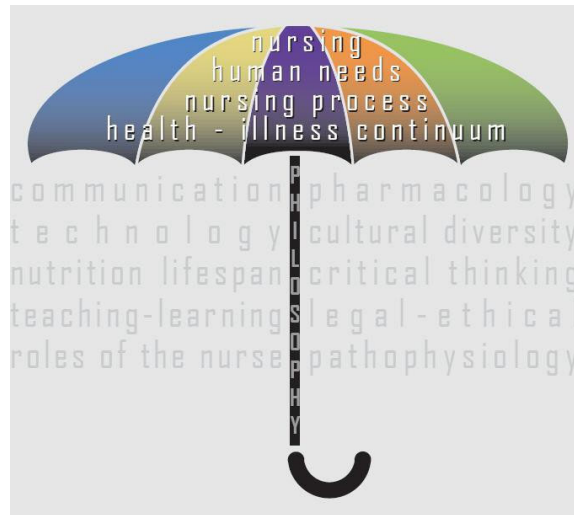 nursing
human needs
nursing process
health - illness continuum
PHILOSOPHY
communication pharmacology
technology cultural diversity
nutrition lifespan critical thinking
teaching-learning legal-ethica
roles of the nurse pathophysiology